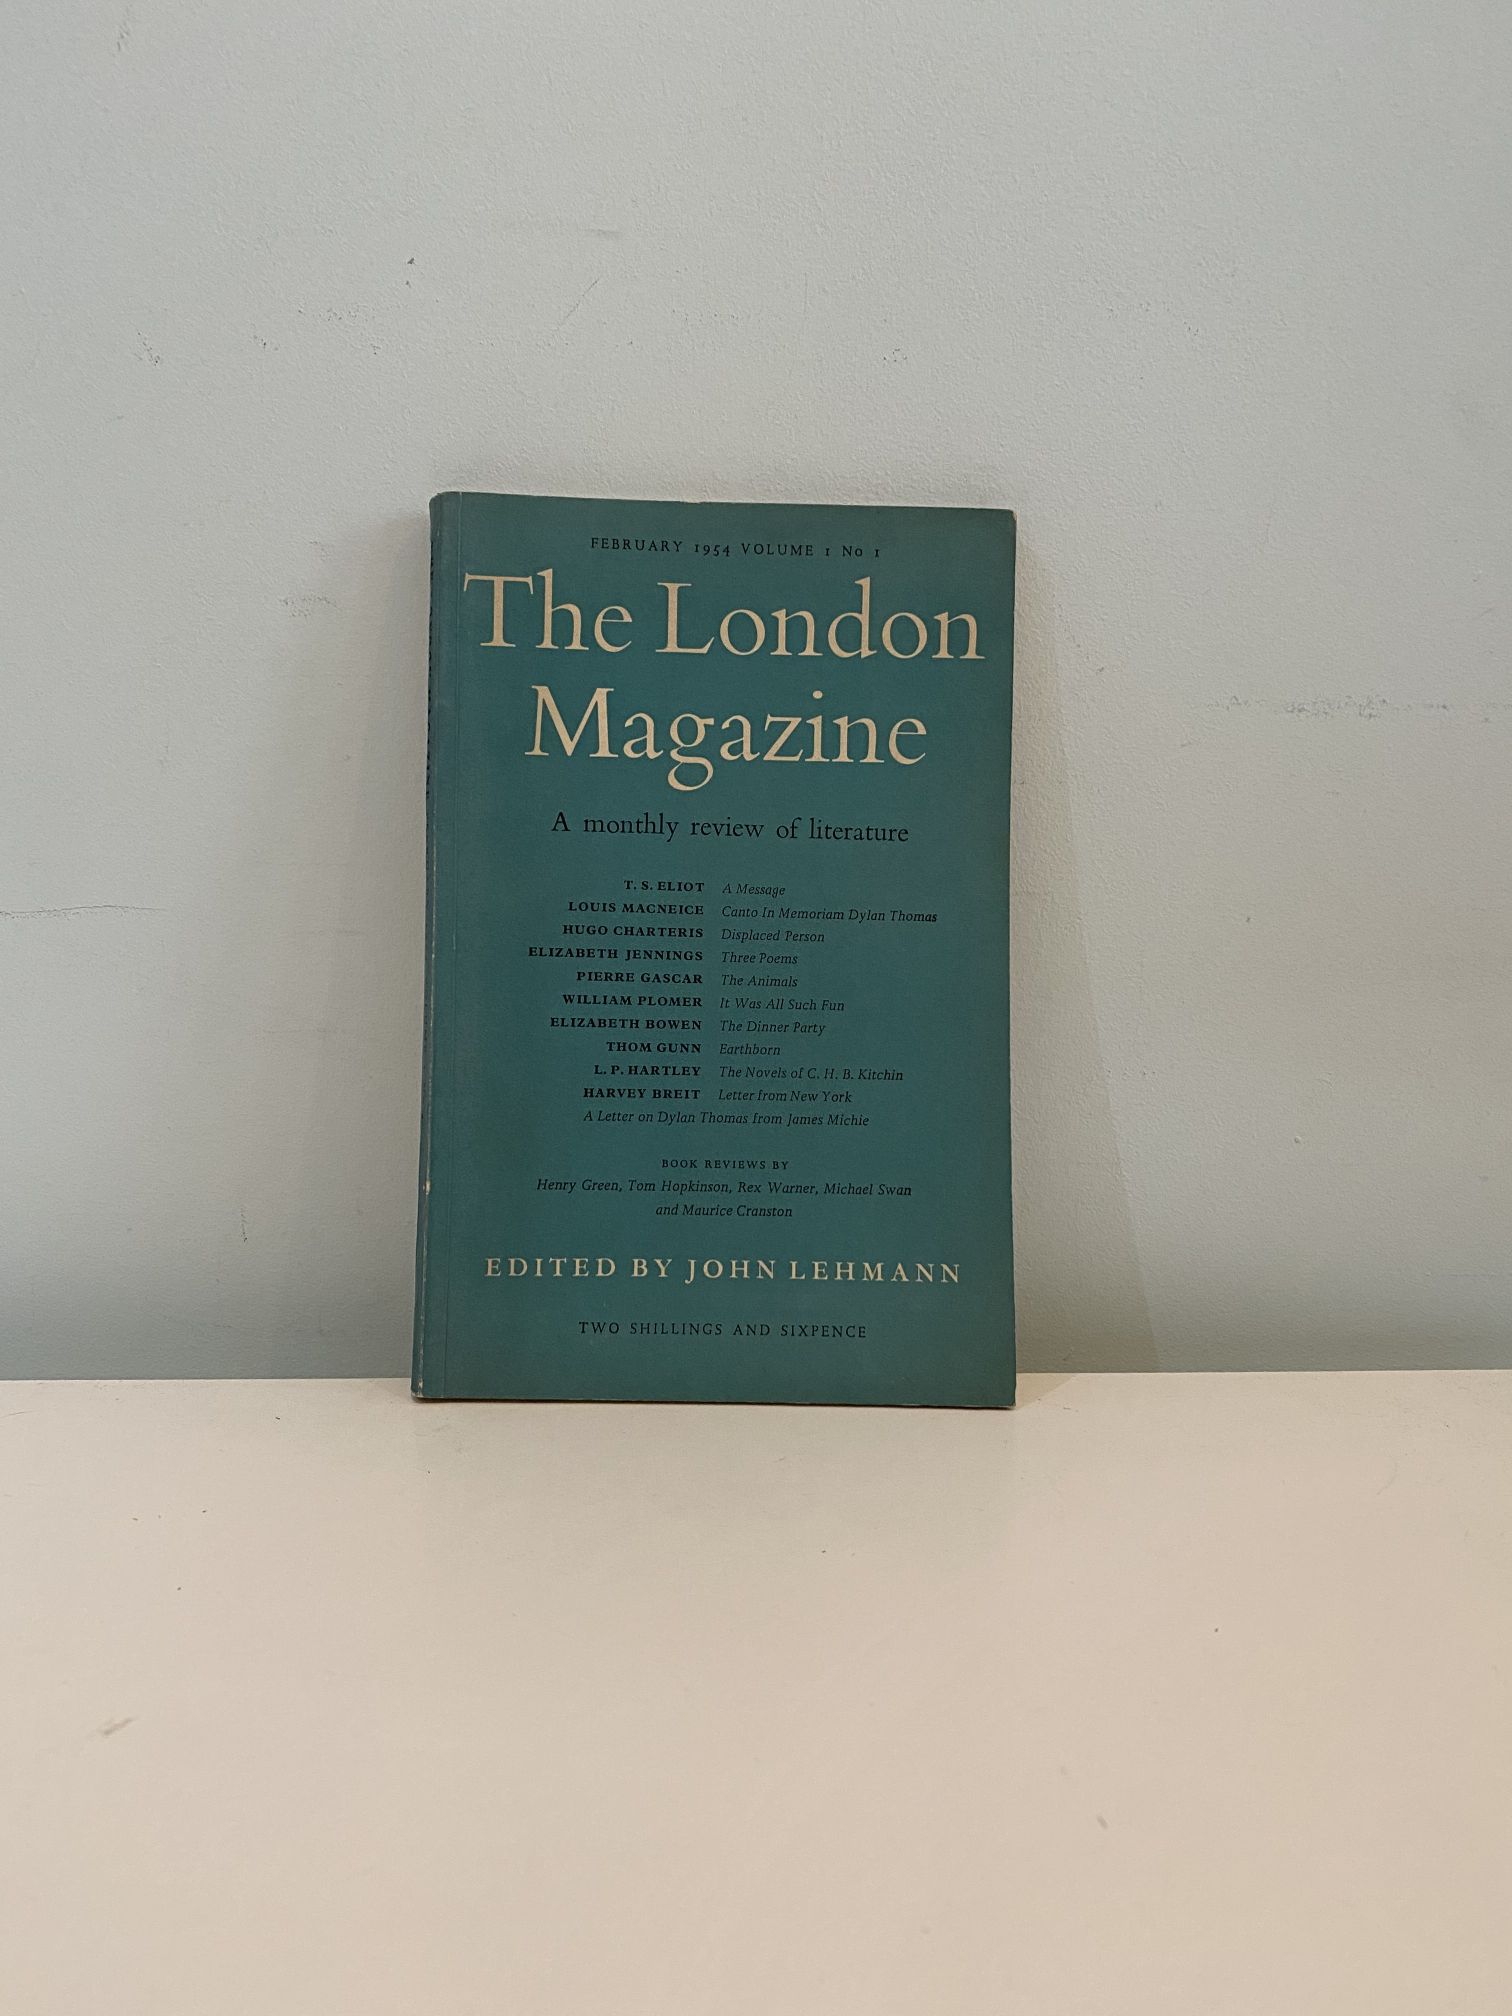 FEBRUARY 1954 VOLUME 1 No 1
The London
Magazine
A monthly review of literature
T. S. ELIOT A Message
LOUIS MACNEICE Canto In Memoriam Dylan Thomas
HUGO CHARTERIS Displaced Person
ELIZABETH JENNINGS Three Poems
PIERRE GASCAR The Animals
WILLIAM PLOMER It Was All Such Fun
ELIZABETH BOWEN The Dinner Party
THOM GUNN Earthborn
L. P. HARTLEY The Novels of C. H. B. Kitchin
HARVEY BREIT Letter from New York
A Letter on Dylan Thomas from James Michie
BOOK REVIEWS BY
Henry Green, Tom Hopkinson, Rex Warner, Michael Swan
and Maurice Cranston
EDITED BY JOHN LEHMANN
TWO SHILLINGS AND SIXPENCE